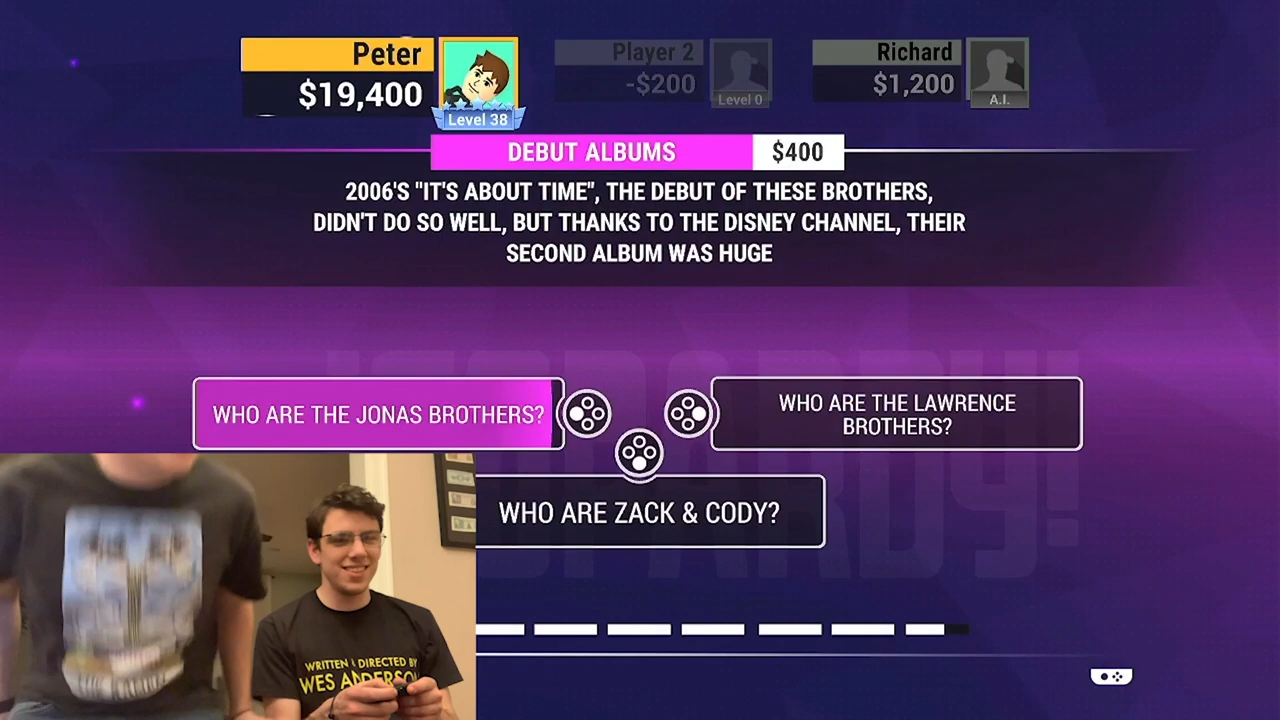 Peter
$19,400
Level 38
Player 2
-$200
Level 0
Richard
$1,200
A.I.
DEBUT ALBUMS
$400
2006'S "IT'S ABOUT TIME", THE DEBUT OF THESE BROTHERS,
DIDN'T DO SO WELL, BUT THANKS TO THE DISNEY CHANNEL, THEIR
SECOND ALBUM WAS HUGE
JEOPARDY!
WHO ARE THE JONAS BROTHERS?
WHO ARE THE LAWRENCE
BROTHERS?
WHO ARE ZACK & CODY?
WRITTEN & DIRECTED BY
WES ANDERSON